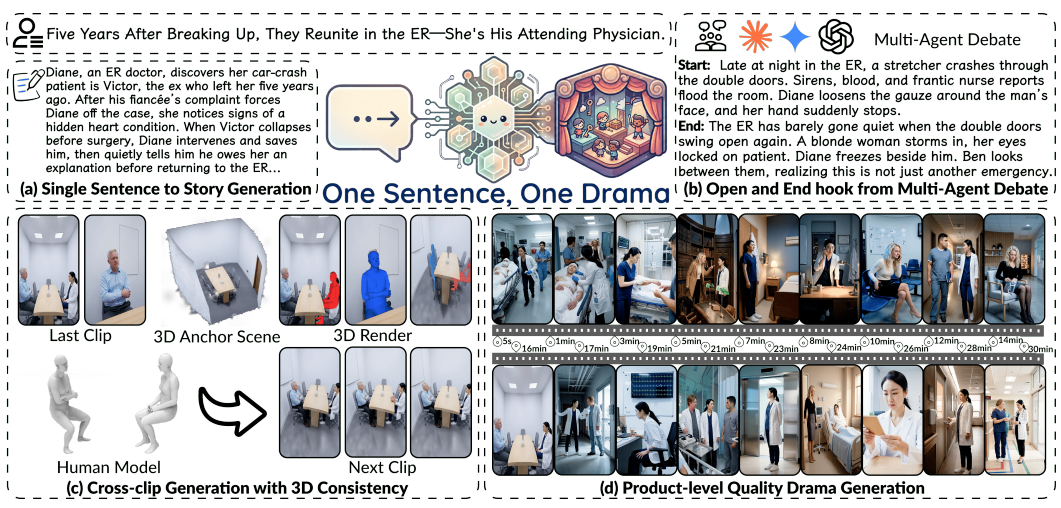 Five Years After Breaking Up, They Reunite in the ER—She's His Attending Physician.
Diane, an ER doctor, discovers her car-crash
patient is Victor, the ex who left her five years
ago. After his fiancée's complaint forces
Diane off the case, she notices signs of a
hidden heart condition. When Victor collapses
before surgery, Diane intervenes and saves
him, then quietly tells him he owes her an
explanation before returning to the ER...
(a) Single Sentence to Story Generation
One Sentence, One Drama
Multi-Agent Debate
Start: Late at night in the ER, a stretcher crashes through
the double doors. Sirens, blood, and frantic nurse reports
flood the room. Diane loosens the gauze around the man's
face, and her hand suddenly stops.
End: The ER has barely gone quiet when the double doors
swing open again. A blonde woman storms in, her eyes
locked on patient. Diane freezes beside him. Ben looks
between them, realizing this is not just another emergency.
(b) Open and End hook from Multi-Agent Debate
Last Clip
3D Anchor Scene
3D Render
Human Model
Next Clip
(c) Cross-clip Generation with 3D Consistency
5s 1min 3min 5min 7min 8min 10min 12min 14min
16min 17min 19min 21min 23min 24min 26min 28min 30min
(d) Product-level Quality Drama Generation